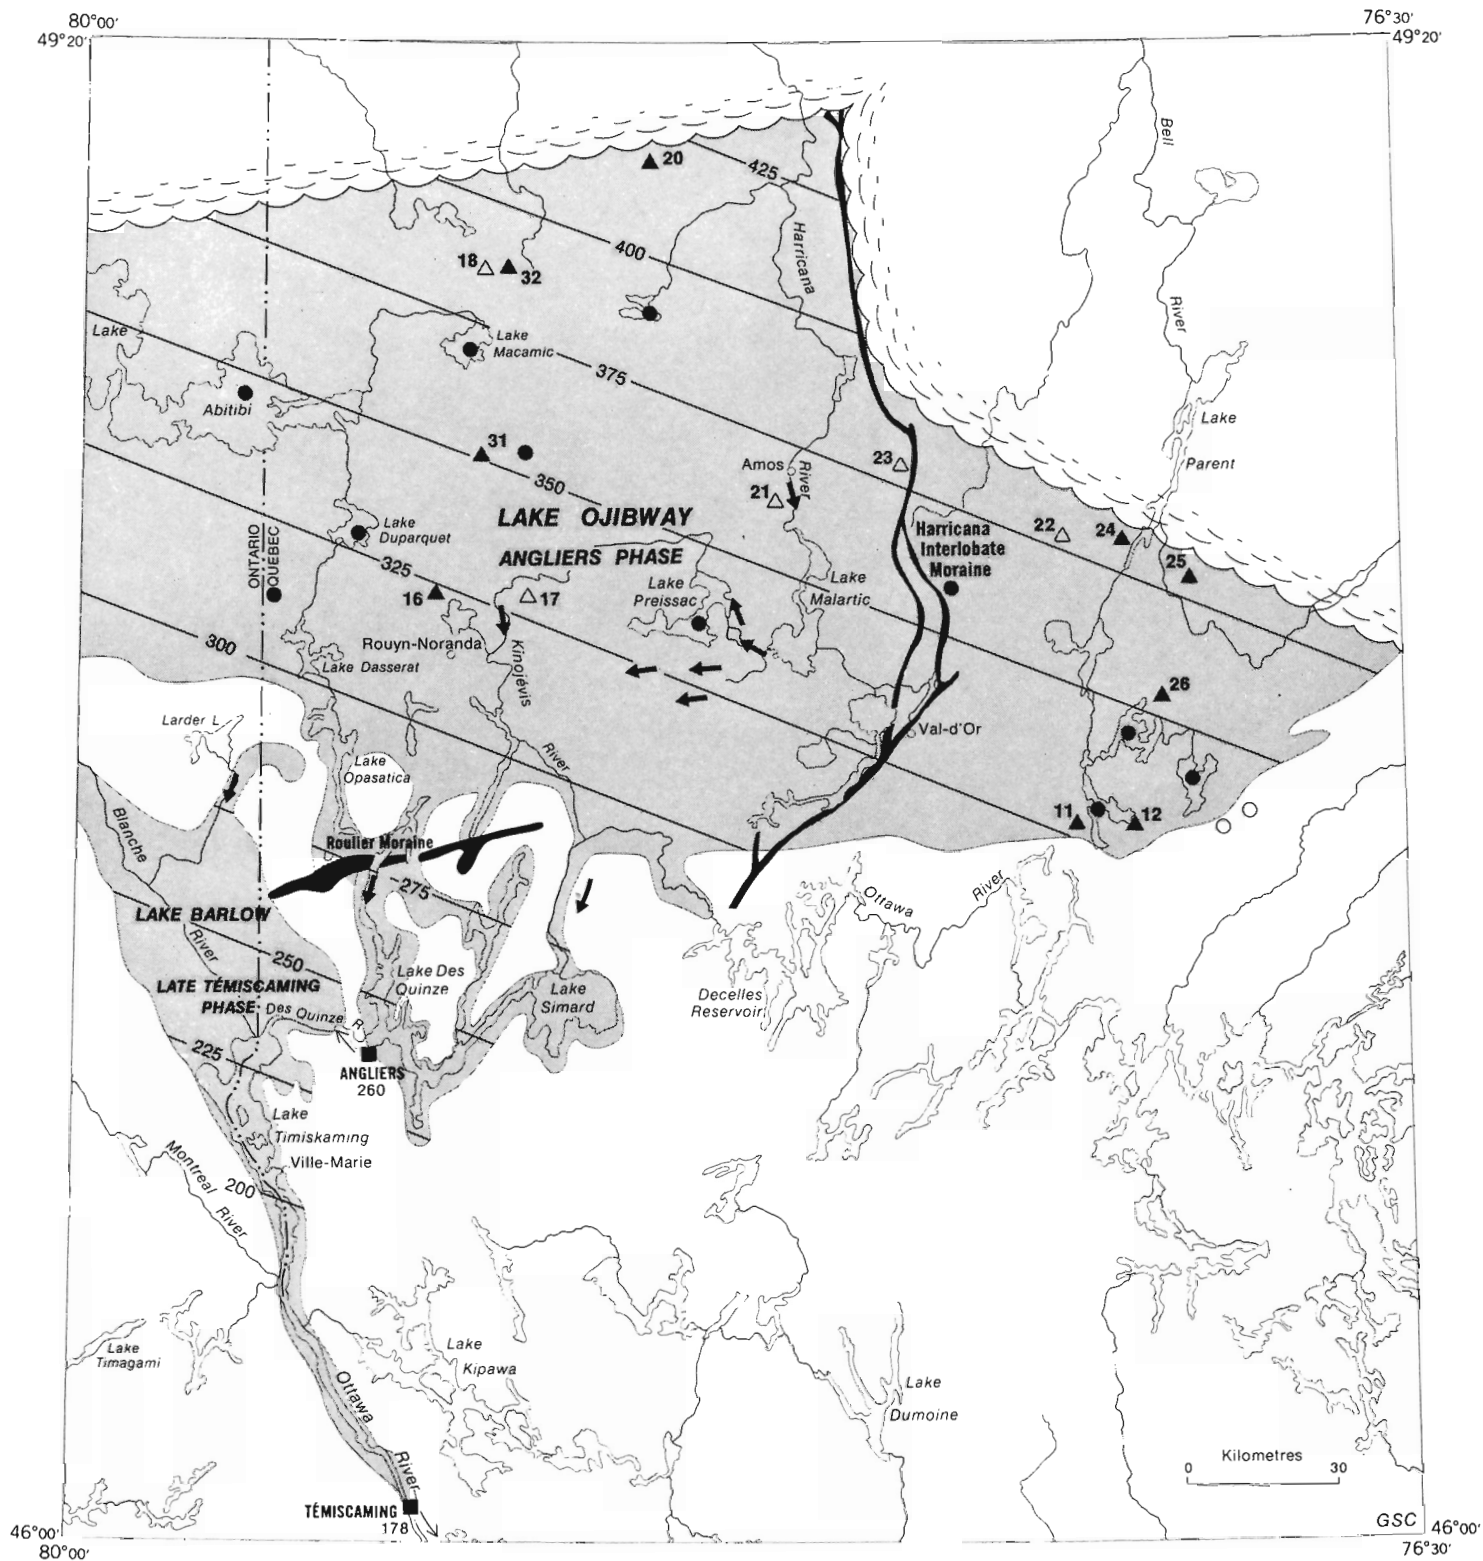 80°00'
76°30'
49°20'
49°20'
Bell
20
425
Harricana
400
18
32
River
Lake
Lake
Macamic
375
Abitibi
Lake
31
Parent
23
Amos
River
350
21
LAKE OJIBWAY
22
24
Lake
Duparquet
Harricana
Interlobate
Moraine
ONTARIO
QUEBEC
ANGLIERS PHASE
25
325
Lake
Preissac
Lake
Malartic
16
17
Rouyn-Noranda
300
Lake Dasserat
Kinojévis
26
Larder L
Val-d'Or
River
Lake
Opasatica
Blanche
11
12
Roulier Moraine
275
Ottawa
River
LAKE BARLOW
River
250
Lake Des
Quinze
LATE TÉMISCAMING
PHASE
Lake
Simard
Decelles
Reservoir
Des Quinze
R
225
ANGLIERS
260
Lake
Timiskaming
Montreal
River
Ville-Marie
200
Lake
Timagami
Lake
Kipawa
Ottawa
River
Lake
Dumoine
Kilometres
0 30
TÉMISCAMING
178
GSC
46°00'
46°00'
80°00'
76°30'